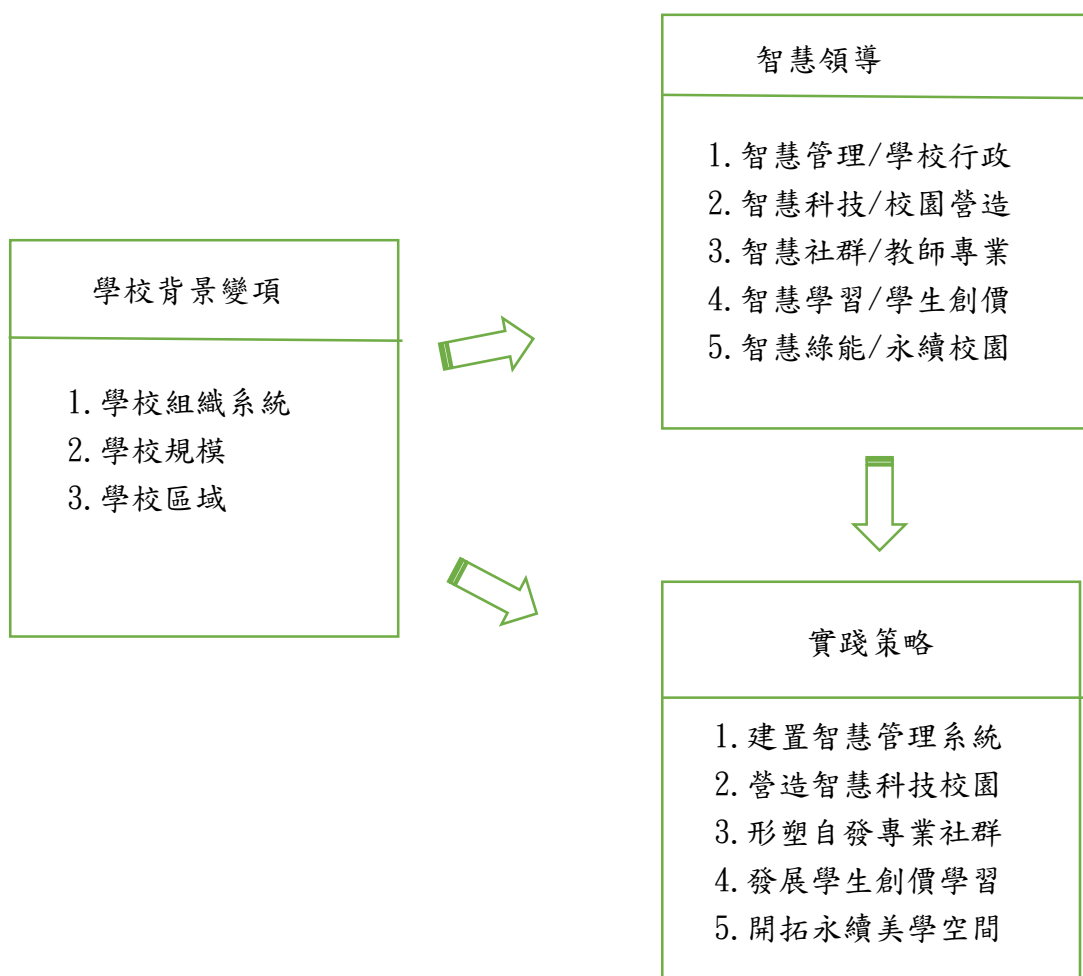 智慧領導
1.智慧管理/學校行政
2.智慧科技/校園營造
3.智慧社群/教師專業
4.智慧學習/學生創價
5.智慧綠能/永續校園
學校背景變項
1.學校組織系統
2.學校規模
3.學校區域
實踐策略
1.建置智慧管理系統
2.營造智慧科技校園
3.形塑自發專業社群
4.發展學生創價學習
5.開拓永續美學空間